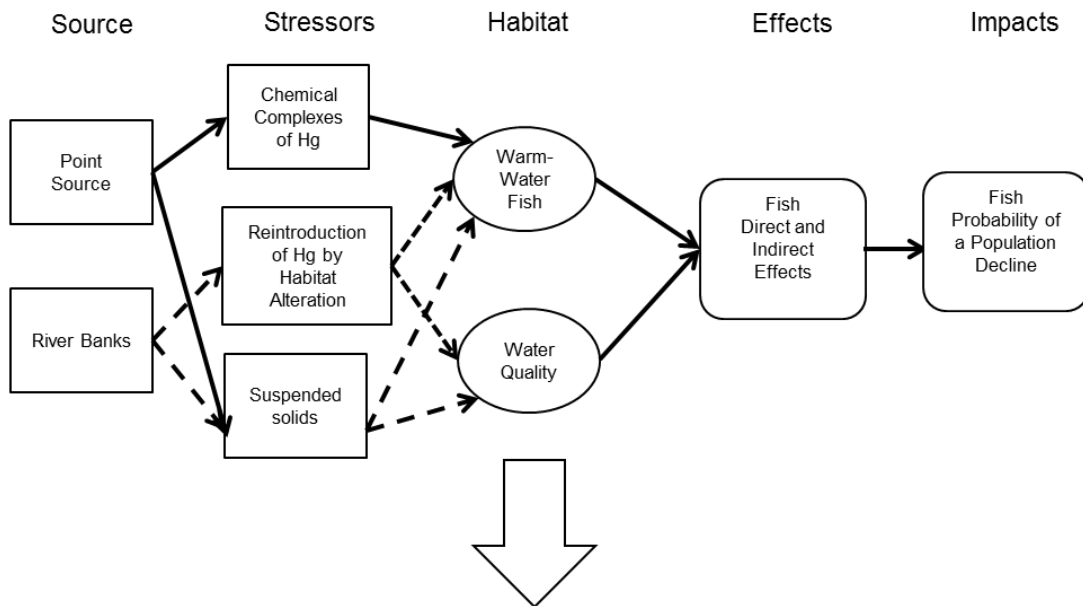 Source
Stressors
Habitat
Effects
Impacts
Point
Source
River Banks
Chemical
Complexes
of Hg
Reintroduction
of Hg by
Habitat
Alteration
Suspended
solids
Warm-
Water
Fish
Water
Quality
Fish
Direct and
Indirect
Effects
Fish
Probability of
a Population
Decline